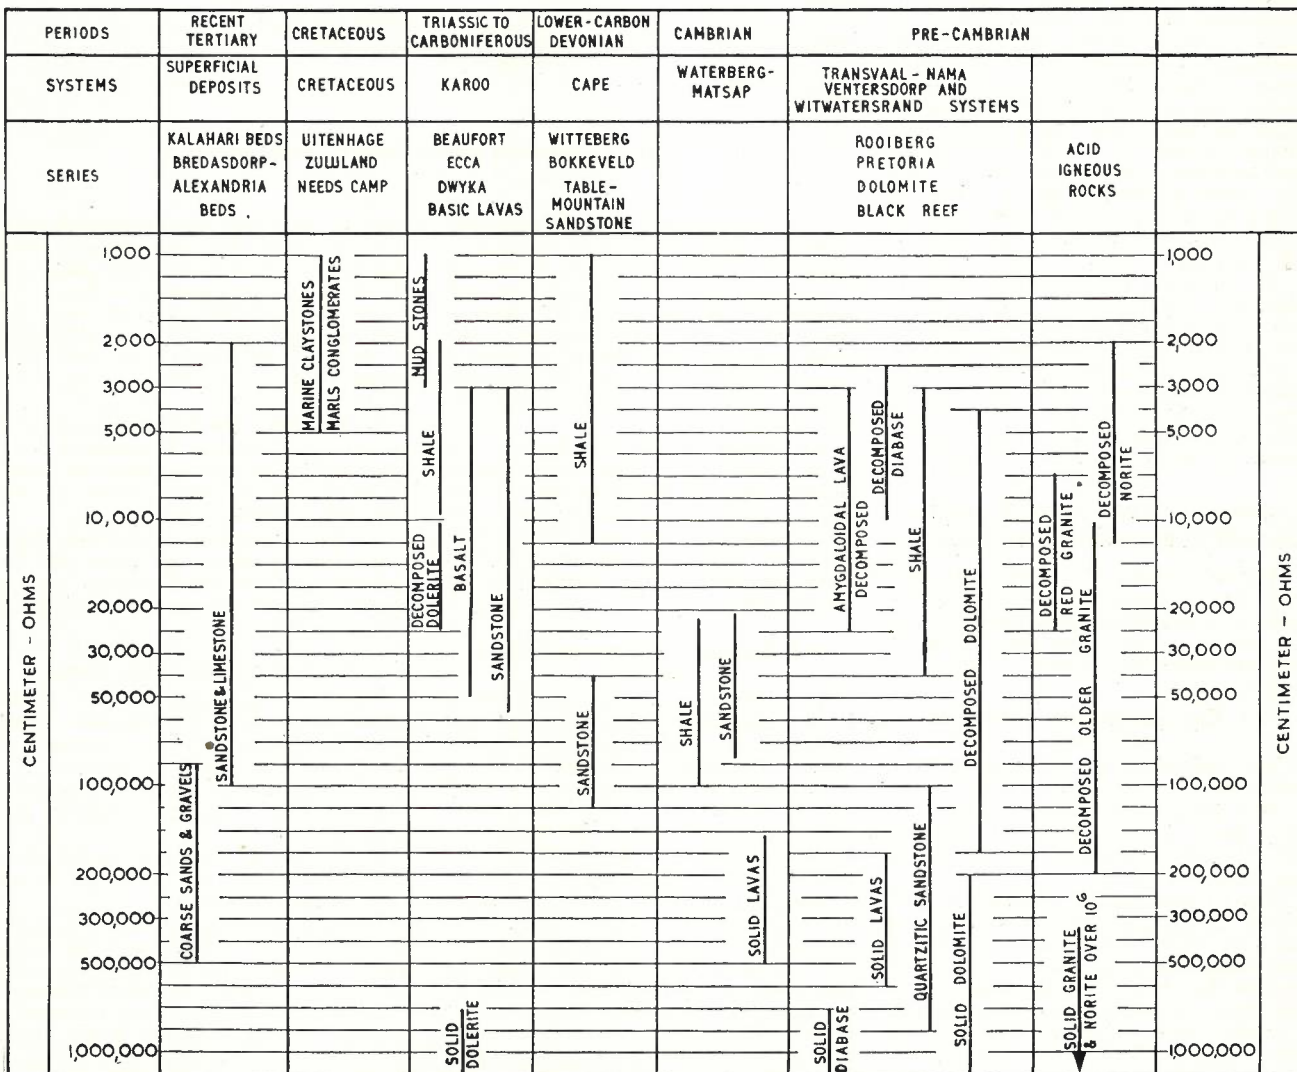 PERIODS
RECENT
TERTIARY
CRETACEOUS
TRIASSIC TO
CARBONIFEROUS
LOWER-CARBON
DEVONIAN
CAMBRIAN
PRE-CAMBRIAN
SYSTEMS
SUPERFICIAL
DEPOSITS
CRETACEOUS
KAROO
CAPE
WATERBERG-
MATSAP
TRANSVAAL - NAMA
VENTERSDORP AND
WITWATERSRAND SYSTEMS
SERIES
KALAHARI BEDS
BREDASDORP-
ALEXANDRIA
BEDS
UITENHAGE
ZULULAND
NEEDS CAMP
BEAUFORT
ECCA
DWYKA
BASIC LAVAS
WITTEBERG
BOKKEVELD
TABLE-
MOUNTAIN
SANDSTONE
ROOIBERG
PRETORIA
DOLOMITE
BLACK REEF
ACID
IGNEOUS
ROCKS
CENTIMETER - OHMS
1,000
2,000
3,000
5,000
10,000
20,000
30,000
50,000
100,000
200,000
300,000
500,000
1,000,000
COARSE SANDS & GRAVELS
SANDSTONE & LIMESTONE
MARINE CLAYSTONES
MARLS CONGLOMERATES
MUD STONES
SHALE
DECOMPOSED
DOLERITE
BASALT
SANDSTONE
SOLID
DOLERITE
SHALE
SANDSTONE
SHALE
SANDSTONE
SOLID LAVAS
AMYGDALOIDAL LAVA
DECOMPOSED
DECOMPOSED
DIABASE
SHALE
DECOMPOSED DOLOMITE
SOLID LAVAS
QUARTZITIC SANDSTONE
SOLID DOLOMITE
SOLID
DIABASE
DECOMPOSED
RED GRANITE
DECOMPOSED OLDER GRANITE
DECOMPOSED
NORITE
SOLID GRANITE
& NORITE OVER 10⁶
1,000
2,000
3,000
5,000
10,000
20,000
30,000
50,000
100,000
200,000
300,000
500,000
1,000,000
CENTIMETER - OHMS